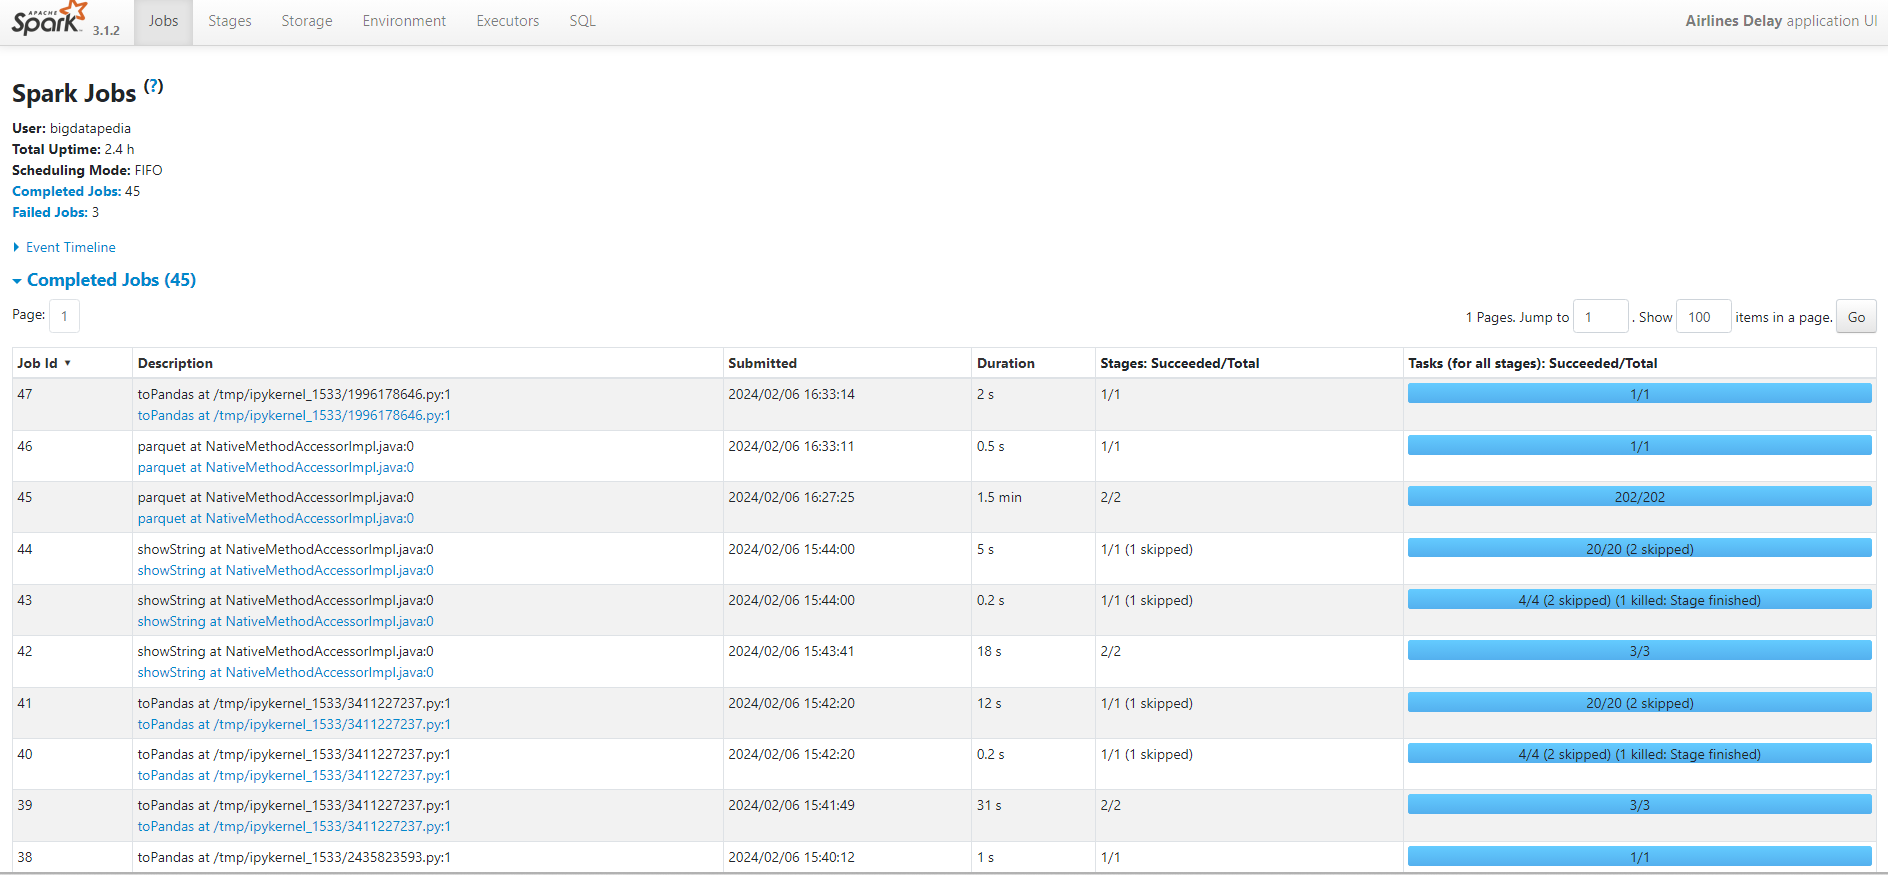 APACHE
Spark 3.1.2 Jobs Stages Storage Environment Executors SQL Airlines Delay application UI
Spark Jobs (?)
User: bigdatapedia
Total Uptime: 2.4 h
Scheduling Mode: FIFO
Completed Jobs: 45
Failed Jobs: 3
Event Timeline
Completed Jobs (45)
Page: 1 1 Pages. Jump to 1 . Show 100 items in a page. Go
Job Id ▾ Description Submitted Duration Stages: Succeeded/Total Tasks (for all stages): Succeeded/Total
47 toPandas at /tmp/ipykernel_1533/1996178646.py:1 2024/02/06 16:33:14 2 s 1/1 1/1
toPandas at /tmp/ipykernel_1533/1996178646.py:1
46 parquet at NativeMethodAccessorImpl.java:0 2024/02/06 16:33:11 0.5 s 1/1 1/1
parquet at NativeMethodAccessorImpl.java:0
45 parquet at NativeMethodAccessorImpl.java:0 2024/02/06 16:27:25 1.5 min 2/2 202/202
parquet at NativeMethodAccessorImpl.java:0
44 showString at NativeMethodAccessorImpl.java:0 2024/02/06 15:44:00 5 s 1/1 (1 skipped) 20/20 (2 skipped)
showString at NativeMethodAccessorImpl.java:0
43 showString at NativeMethodAccessorImpl.java:0 2024/02/06 15:44:00 0.2 s 1/1 (1 skipped) 4/4 (2 skipped) (1 killed: Stage finished)
showString at NativeMethodAccessorImpl.java:0
42 showString at NativeMethodAccessorImpl.java:0 2024/02/06 15:43:41 18 s 2/2 3/3
showString at NativeMethodAccessorImpl.java:0
41 toPandas at /tmp/ipykernel_1533/3411227237.py:1 2024/02/06 15:42:20 12 s 1/1 (1 skipped) 20/20 (2 skipped)
toPandas at /tmp/ipykernel_1533/3411227237.py:1
40 toPandas at /tmp/ipykernel_1533/3411227237.py:1 2024/02/06 15:42:20 0.2 s 1/1 (1 skipped) 4/4 (2 skipped) (1 killed: Stage finished)
toPandas at /tmp/ipykernel_1533/3411227237.py:1
39 toPandas at /tmp/ipykernel_1533/3411227237.py:1 2024/02/06 15:41:49 31 s 2/2 3/3
toPandas at /tmp/ipykernel_1533/3411227237.py:1
38 toPandas at /tmp/ipykernel_1533/2435823593.py:1 2024/02/06 15:40:12 1 s 1/1 1/1